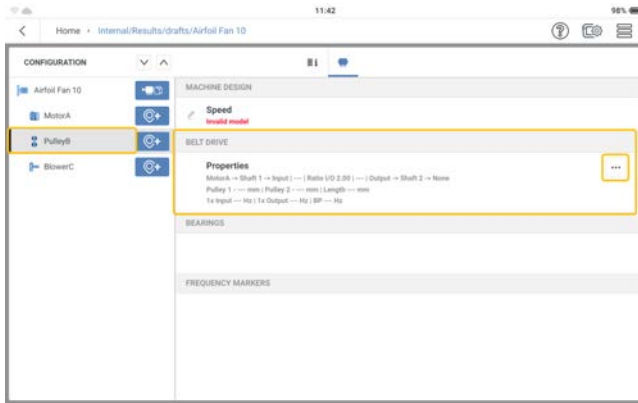 11:42
98%
Home • Internal/Results/drafts/Airfoil Fan 10
CONFIGURATION
Airfoil Fan 10
MotorA
PulleyB
BlowerC
MACHINE DESIGN
Speed
Invalid model
BELT DRIVE
Properties
MotorA → Shaft 1 → Input | --- | Ratio I/O 2.00 | --- | Output → Shaft 2 → None
Pulley 1 - --- mm | Pulley 2 - --- mm | Length --- mm
1x Input --- Hz | 1x Output --- Hz | BP --- Hz
BEARINGS
FREQUENCY MARKERS